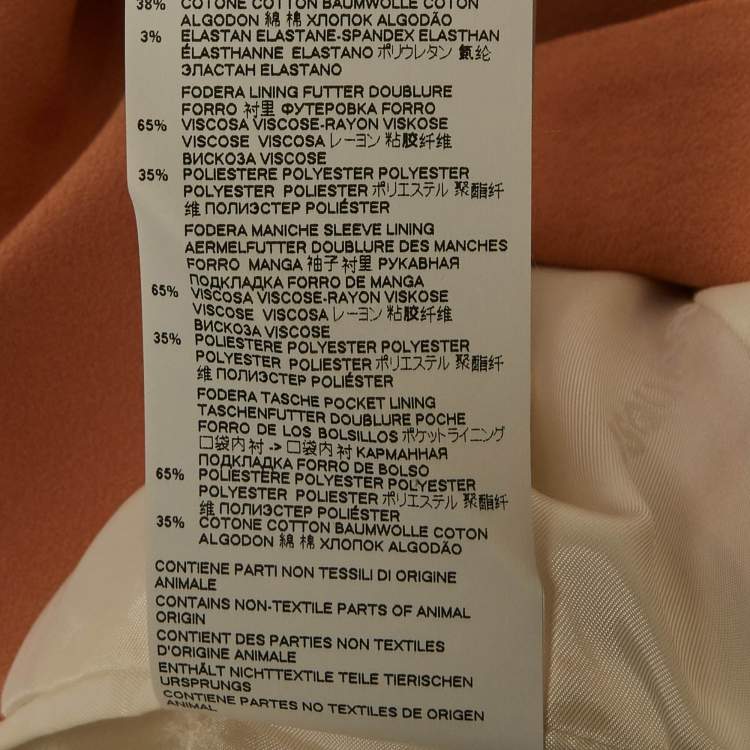 38% COTONE COTTON BAUMWOLLE COTON
ALGODON 綿 棉 ХЛОПОК ALGODÃO
3% ELASTAN ELASTANE-SPANDEX ELASTHAN
ÉLASTHANNE ELASTANO ポリウレタン 氨纶
ЭЛАСТАН ELASTANO
FODERA LINING FUTTER DOUBLURE
FORRO 衬里 ФУТЕРОВКА FORRO
65% VISCOSA VISCOSE-RAYON VISKOSE
VISCOSE VISCOSA レーヨン 粘胶纤维
ВИСКОЗА VISCOSE
35% POLIESTERE POLYESTER POLYESTER
POLYESTER POLIESTER ポリエステル 聚酯纤
维 ПОЛИЭСТЕР POLIÉSTER
FODERA MANICHE SLEEVE LINING
AERMELFUTTER DOUBLURE DES MANCHES
FORRO MANGA 袖子衬里 РУКАВНАЯ
ПОДКЛАДКА FORRO DE MANGA
65% VISCOSA VISCOSE-RAYON VISKOSE
VISCOSE VISCOSA レーヨン 粘胶纤维
ВИСКОЗА VISCOSE
35% POLIESTERE POLYESTER POLYESTER
POLYESTER POLIESTER ポリエステル 聚酯纤
维 ПОЛИЭСТЕР POLIÉSTER
FODERA TASCHE POCKET LINING
TASCHENFUTTER DOUBLURE POCHE
FORRO DE LOS BOLSILLOS ポケットライニング
口袋内衬 -> 口袋内衬 КАРМАННАЯ
ПОДКЛАДКА FORRO DE BOLSO
65% POLIESTERE POLYESTER POLYESTER
POLYESTER POLIESTER ポリエステル 聚酯纤
维 ПОЛИЭСТЕР POLIÉSTER
35% COTONE COTTON BAUMWOLLE COTON
ALGODON 綿 棉 ХЛОПОК ALGODÃO
CONTIENE PARTI NON TESSILI DI ORIGINE
ANIMALE
CONTAINS NON-TEXTILE PARTS OF ANIMAL
ORIGIN
CONTIENT DES PARTIES NON TEXTILES
D'ORIGINE ANIMALE
ENTHÄLT NICHTTEXTILE TEILE TIERISCHEN
URSPRUNGS
CONTIENE PARTES NO TEXTILES DE ORIGEN
ANIMAL